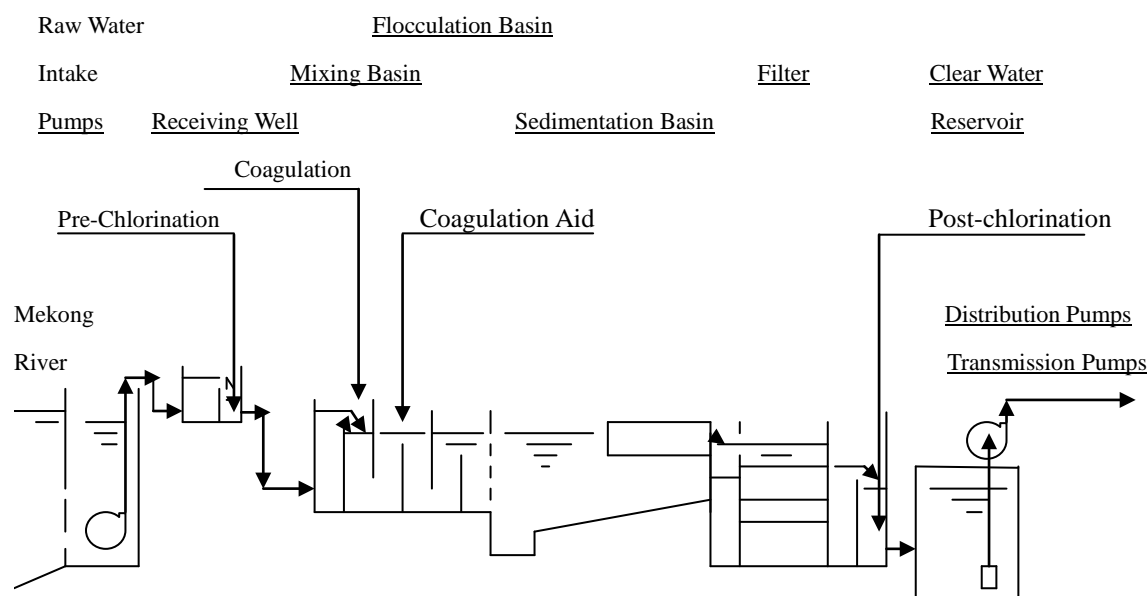 Raw Water
Flocculation Basin
Intake
Mixing Basin
Filter
Clear Water
Pumps
Receiving Well
Sedimentation Basin
Reservoir
Coagulation
Pre-Chlorination
Coagulation Aid
Post-chlorination
Mekong
Distribution Pumps
River
Transmission Pumps